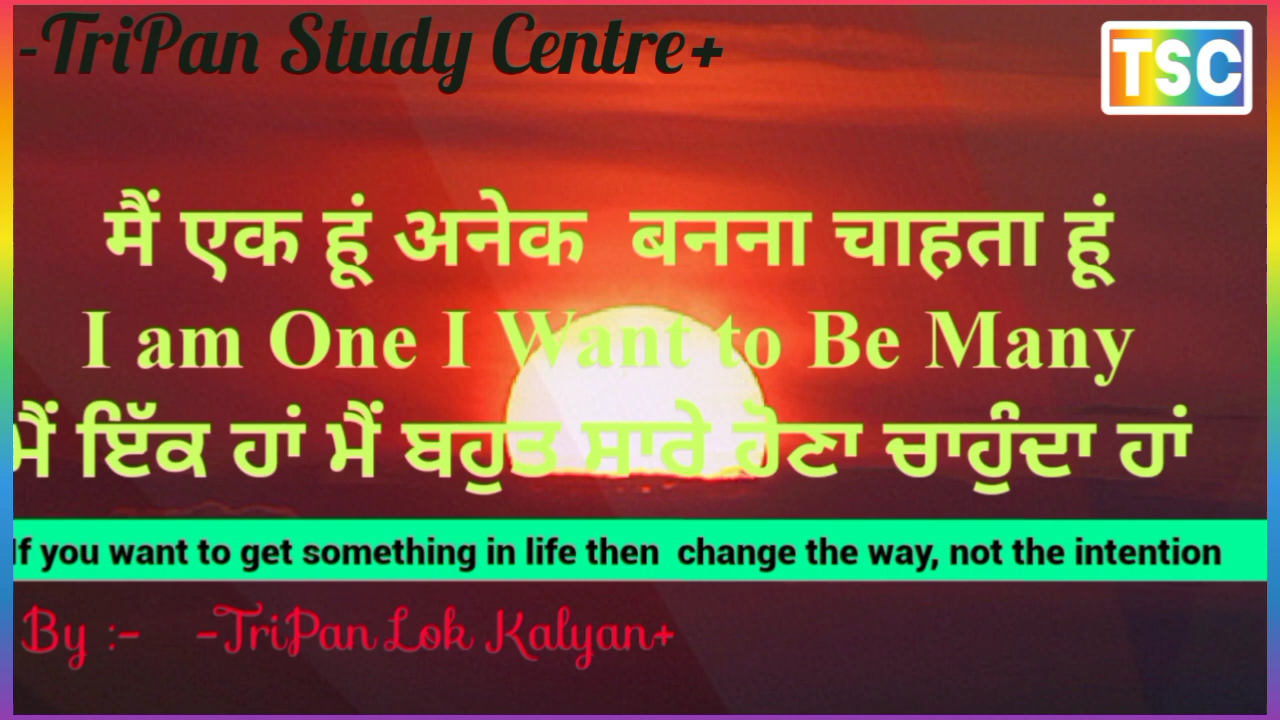 -TriPan Study Centre+
TSC
मैं एक हूं अनेक बनना चाहता हूं
I am One I Want to Be Many
ਮੈਂ ਇੱਕ ਹਾਂ ਮੈਂ ਬਹੁਤ ਸਾਰੇ ਹੋਣਾ ਚਾਹੁੰਦਾ ਹਾਂ
If you want to get something in life then change the way, not the intention
By :- -TriPan Lok Kalyan+